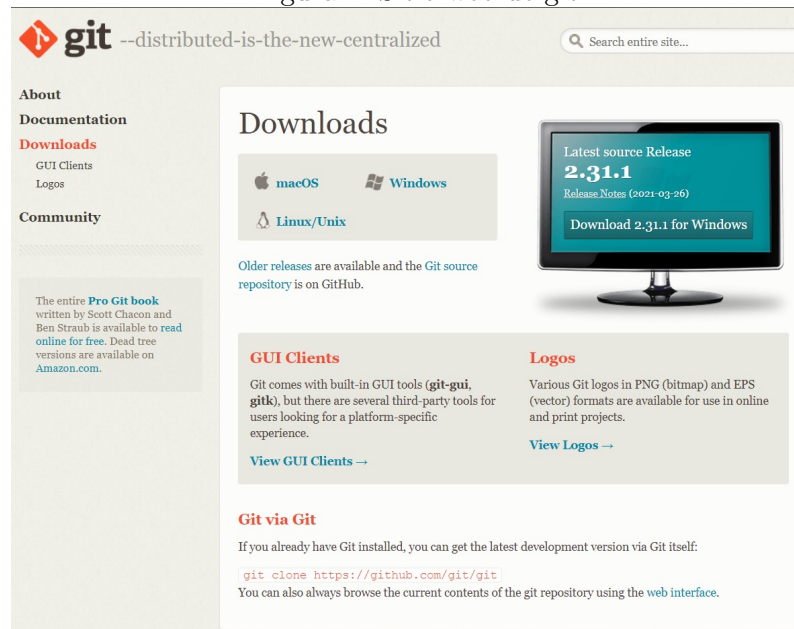 git --distributed-is-the-new-centralized
Search entire site...
About
Documentation
Downloads
GUI Clients
Logos
Community
The entire Pro Git book
written by Scott Chacon and
Ben Straub is available to read
online for free. Dead tree
versions are available on
Amazon.com.
Downloads
macOS
Windows
Linux/Unix
Older releases are available and the Git source
repository is on GitHub.
Latest source Release
2.31.1
Release Notes (2021-03-26)
Download 2.31.1 for Windows
GUI Clients
Git comes with built-in GUI tools (git-gui,
gitk), but there are several third-party tools for
users looking for a platform-specific
experience.
View GUI Clients →
Logos
Various Git logos in PNG (bitmap) and EPS
(vector) formats are available for use in online
and print projects.
View Logos →
Git via Git
If you already have Git installed, you can get the latest
development version via Git itself:
git clone https://github.com/git/git
You can also always browse the current contents of the git repository using the web interface.